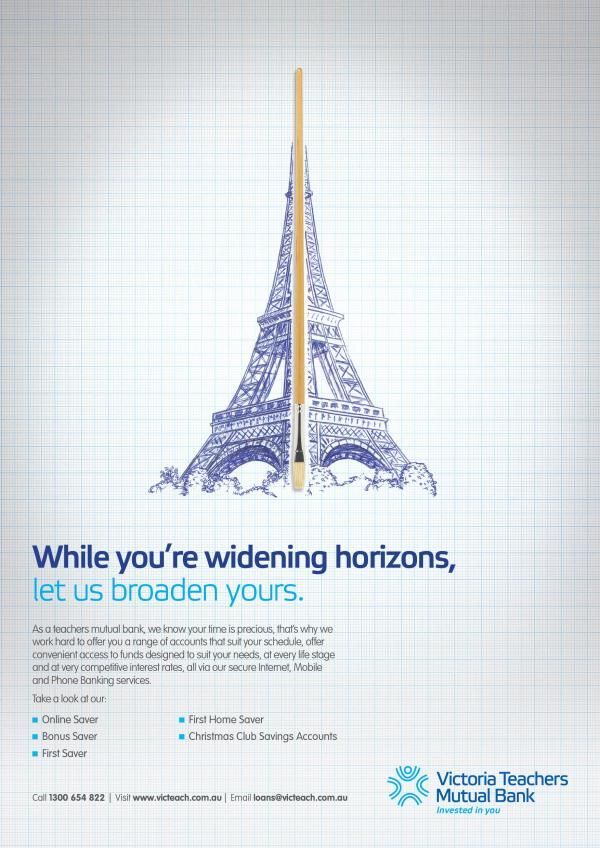 While you're widening horizons,
let us broaden yours.
As a teachers mutual bank, we know your time is precious, that's why we
work hard to offer you a range of accounts that suit your schedule, offer
convenient access to funds designed to suit your needs, at every life stage
and at very competitive interest rates, all via our secure Internet, Mobile
and Phone Banking services.
Take a look at our:
Online Saver
Bonus Saver
First Saver
First Home Saver
Christmas Club Savings Accounts
Call 1300 654 822 | Visit www.victeach.com.au | Email loans@victeach.com.au
Victoria Teachers
Mutual Bank
Invested in you